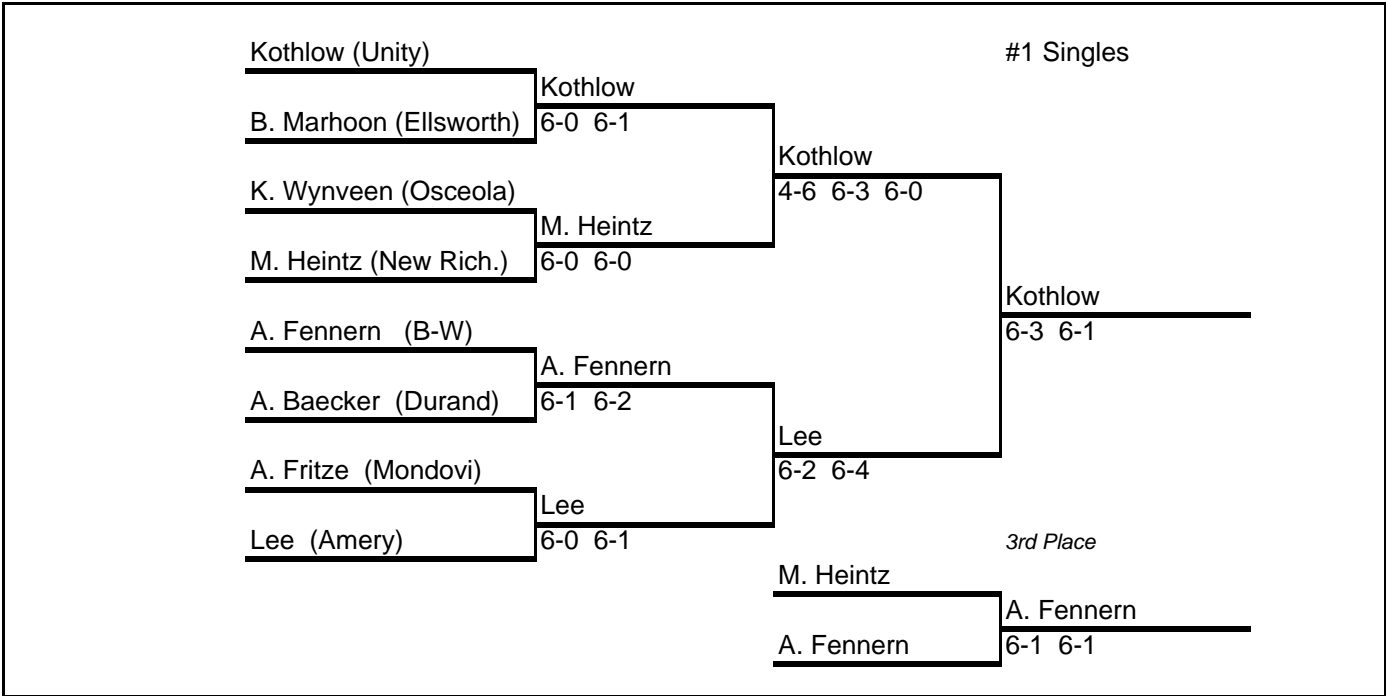 Kothlow (Unity)
#1 Singles
Kothlow
B. Marhoon (Ellsworth)
6-0 6-1
Kothlow
K. Wynveen (Osceola)
4-6 6-3 6-0
M. Heintz
M. Heintz (New Rich.)
6-0 6-0
Kothlow
A. Fennern (B-W)
6-3 6-1
A. Fennern
A. Baecker (Durand)
6-1 6-2
Lee
A. Fritze (Mondovi)
6-2 6-4
Lee
Lee (Amery)
6-0 6-1
3rd Place
M. Heintz
A. Fennern
A. Fennern
6-1 6-1